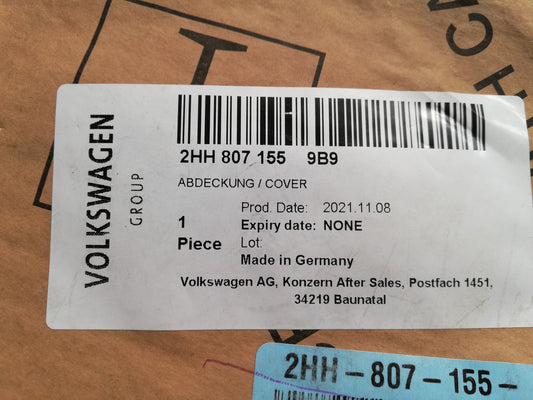 VOLKSWAGEN
GROUP
2HH 807 155 9B9
ABDECKUNG / COVER
Prod. Date: 2021.11.08
1 Expiry date: NONE
Piece Lot:
Made in Germany
Volkswagen AG, Konzern After Sales, Postfach 1451,
34219 Baunatal
2HH-807-155-